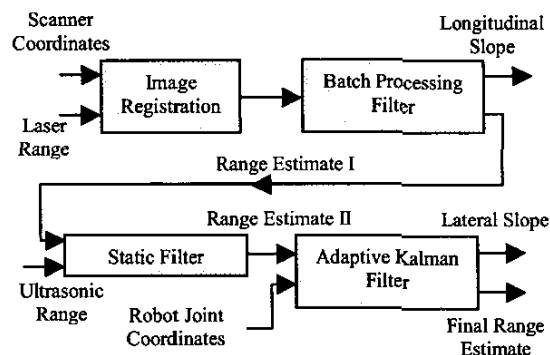 Scanner
Coordinates
Longitudinal
Slope
Image
Registration
Batch Processing
Filter
Laser
Range
Range Estimate I
Range Estimate II
Lateral Slope
Static Filter
Adaptive Kalman
Filter
Ultrasonic
Range
Robot Joint
Coordinates
Final Range
Estimate